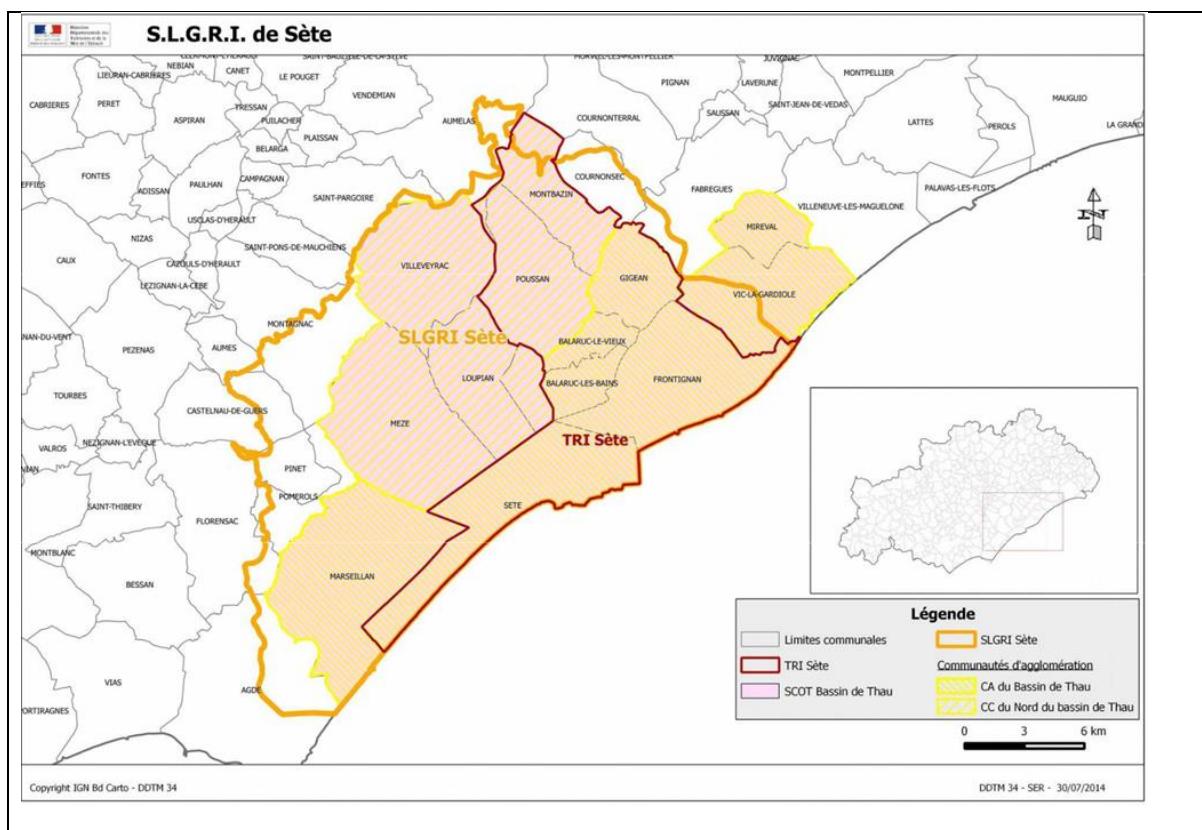 S.L.G.R.I. de Sète
NEBIAN
CANET
LE POUGET
LIEURAN-CABRIERES
VENDEMIAN
PIGNAN
LAVERUNE
JUVIGNAC
MONTPELLIER
CABRIERES
PERET
ASPIRAN
TRESSAN
PUILACHER
PLAISSAN
AUMELAS
COURNONTERRAL
SAUSSAN
SAINT-JEAN-DE-VEDAS
LATTES
MAUGUIO
PEROLS
LA GRAND
BELARGA
FONTES
ADISSAN
PAULHAN
CAMPAGNAN
SAINT-PARGOIRE
MONTBAZIN
COURNONSEC
FABREGUES
PALAVAS-LES-FLOTS
VILLENEUVE-LES-MAGUELONE
USCLAS-D'HERAULT
NIZAS
SAINT-PONS-DE-MAUCHIENS
MIREVAL
CAUX
CAZOULS-D'HERAULT
LEZIGNAN-LA-CEBE
VILLEVEYRAC
POUSSAN
GIGEAN
VIC-LA-GARDIOLE
MONTAGNAC
SLGRI Sète
BALARUC-LE-VIEUX
NAN-DU-VENT
PEZENAS
AUMES
LOUPIAN
BALARUC-LES-BAINS
FRONTIGNAN
TOURBES
CASTELNAU-DE-GUERS
MEZE
VALROS
NEZIGNAN-L'EVEQUE
TRI Sète
PINET
POMEROLS
SAINT-THIBERY
FLORENSAC
SETE
MONTBLANC
BESSAN
MARSEILLAN
VIAS
AGDE
PORTIRAGNES
Légende
Limites communales
SLGRI Sète
TRI Sète
Communautés d'agglomération
SCOT Bassin de Thau
CA du Bassin de Thau
CC du Nord du bassin de Thau
0 3 6 km
Copyright IGN Bd Carto - DDTM 34
DDTM 34 - SER - 30/07/2014